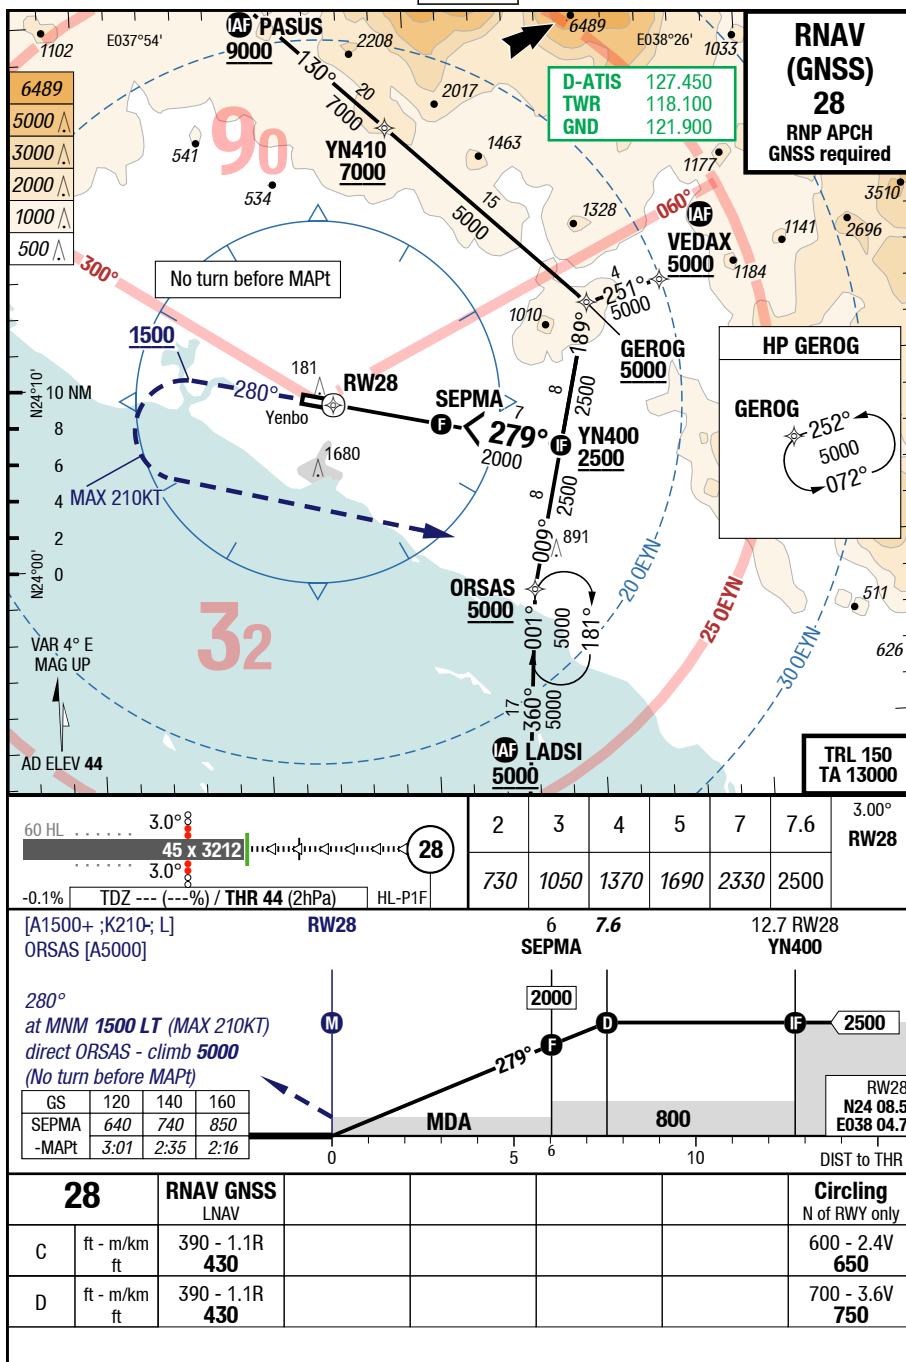 IAF PASUS
9000
1102
E037°54'
2208
6489
E038°26'
1033
RNAV
(GNSS)
28
RNP APCH
GNSS required
D-ATIS 127.450
TWR 118.100
GND 121.900
6489
5000
3000
2000
1000
500
130°
20
7000
2017
YN410
7000
541
90
534
1463
1177
3510
15
5000
1328
060°
IAF
VEDAX
5000
1141
2696
1184
300°
No turn before MAPt
4
251°
5000
1010
189°
GEROG
5000
HP GEROG
GEROG
252°
5000
072°
1500
181
RW28
280°
Yenbo
SEPMA
F
7
279°
2000
8
2500
IF YN400
2500
N24°10'
10 NM
8
6
4
2
0
N24°00'
1680
MAX 210KT
8
2500
009°
891
ORSAS
5000
001°
5000
181°
20 OEYN
25 OEYN
30 OEYN
511
626
32
VAR 4° E
MAG UP
AD ELEV 44
17
360°
5000
IAF LADSI
5000
TRL 150
TA 13000
60 HL
3.0°
45 x 3212
28
3.0°
-0.1%
TDZ --- (---%) / THR 44 (2hPa)
HL-P1F
2 3 4 5 7 7.6 3.00°
RW28
730 1050 1370 1690 2330 2500
[A1500+ ;K210-; L]
ORSAS [A5000]
RW28
6 7.6 12.7 RW28
SEPMA YN400
280°
at MNM 1500 LT (MAX 210KT)
direct ORSAS - climb 5000
(No turn before MAPt)
M
2000
F
D
IF
2500
279°
GS 120 140 160
SEPMA 640 740 850
-MAPt 3:01 2:35 2:16
MDA
800
RW28
N24 08.5
E038 04.7
0 5 6 10 DIST to THR
28 RNAV GNSS Circling
LNAV N of RWY only
C ft - m/km 390 - 1.1R 600 - 2.4V
ft 430 650
D ft - m/km 390 - 1.1R 700 - 3.6V
ft 430 750